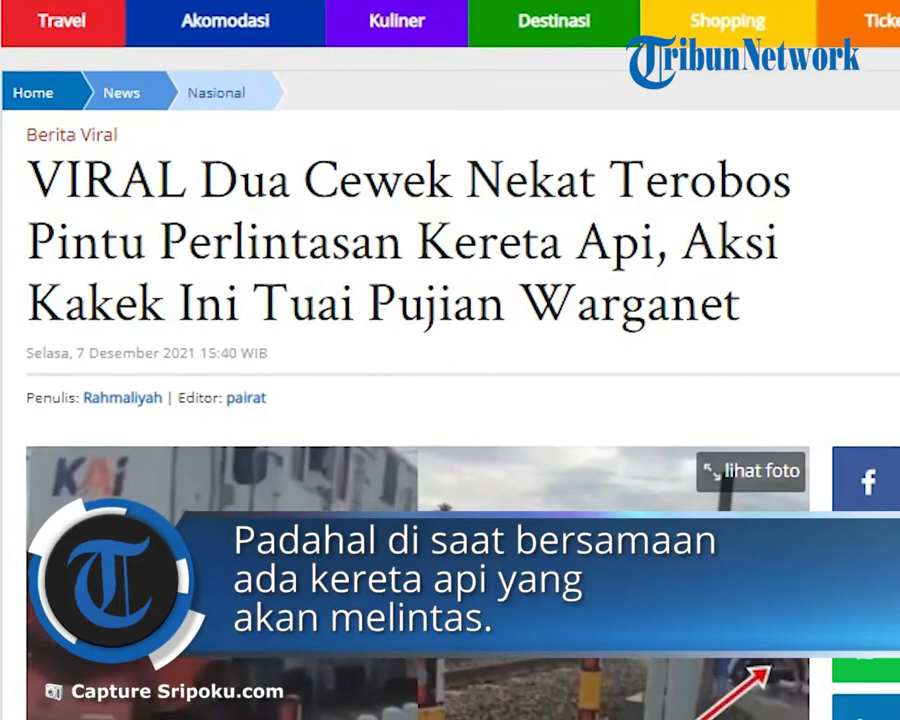 Travel
Akomodasi
Kuliner
Destinasi
Shopping
TribunNetwork
Home
News
Nasional
Berita Viral
VIRAL Dua Cewek Nekat Terobos
Pintu Perlintasan Kereta Api, Aksi
Kakek Ini Tuai Pujian Warganet
Selasa, 7 Desember 2021 15:40 WIB
Penulis: Rahmaliyah | Editor: pairat
KAI
lihat foto
f
T
Padahal di saat bersamaan
ada kereta api yang
akan melintas.
Capture Sripoku.com